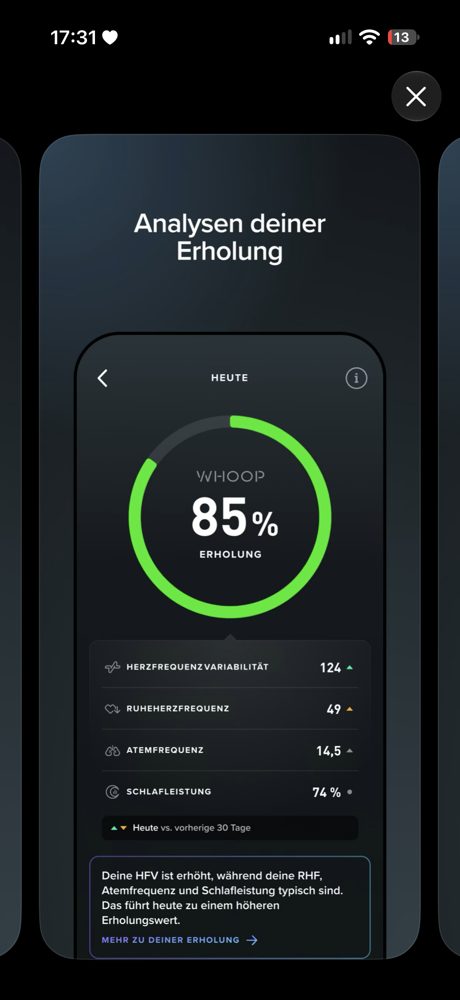 17:31
13
Analysen deiner
Erholung
HEUTE
WHOOP
85%
ERHOLUNG
HERZFREQUENZVARIABILITÄT 124
RUHEHERZFREQUENZ 49
ATEMFREQUENZ 14,5
SCHLAFLEISTUNG 74 %
Heute vs. vorherige 30 Tage
Deine HFV ist erhöht, während deine RHF,
Atemfrequenz und Schlafleistung typisch sind.
Das führt heute zu einem höheren
Erholungswert.
MEHR ZU DEINER ERHOLUNG